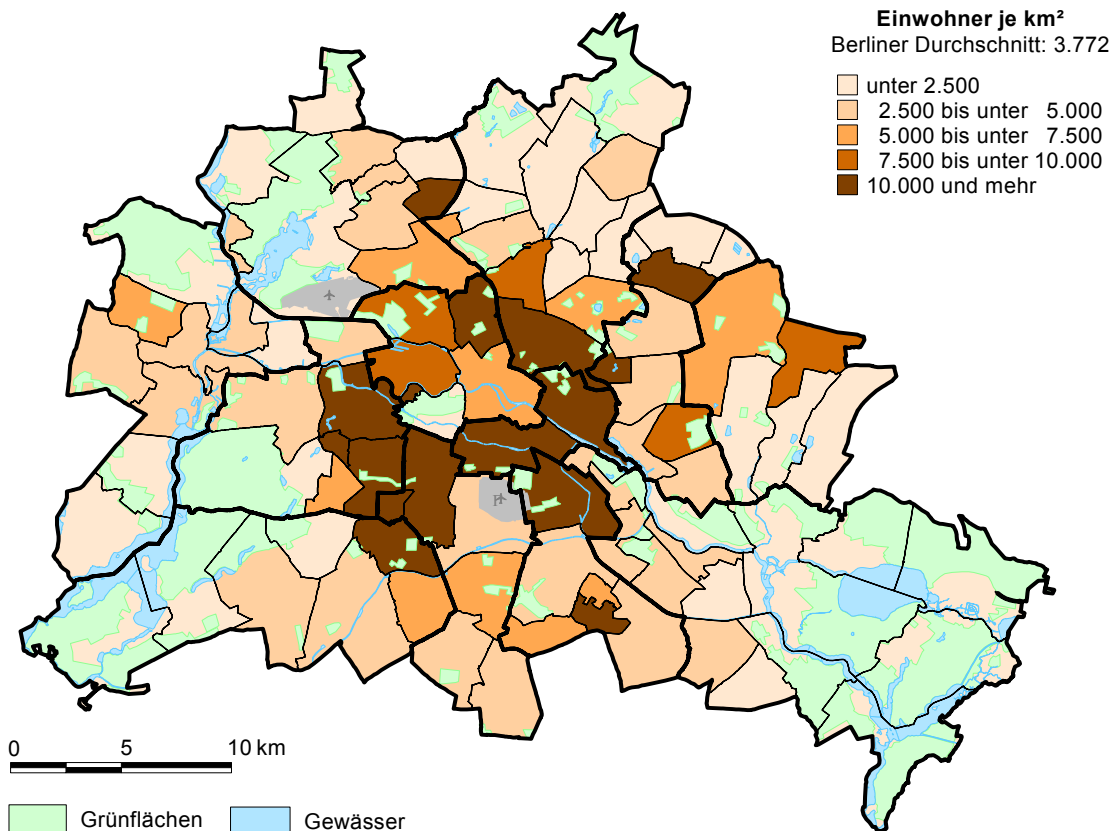 Einwohner je km²
Berliner Durchschnitt: 3.772
unter 2.500
2.500 bis unter 5.000
5.000 bis unter 7.500
7.500 bis unter 10.000
10.000 und mehr
0 5 10 km
Grünflächen Gewässer